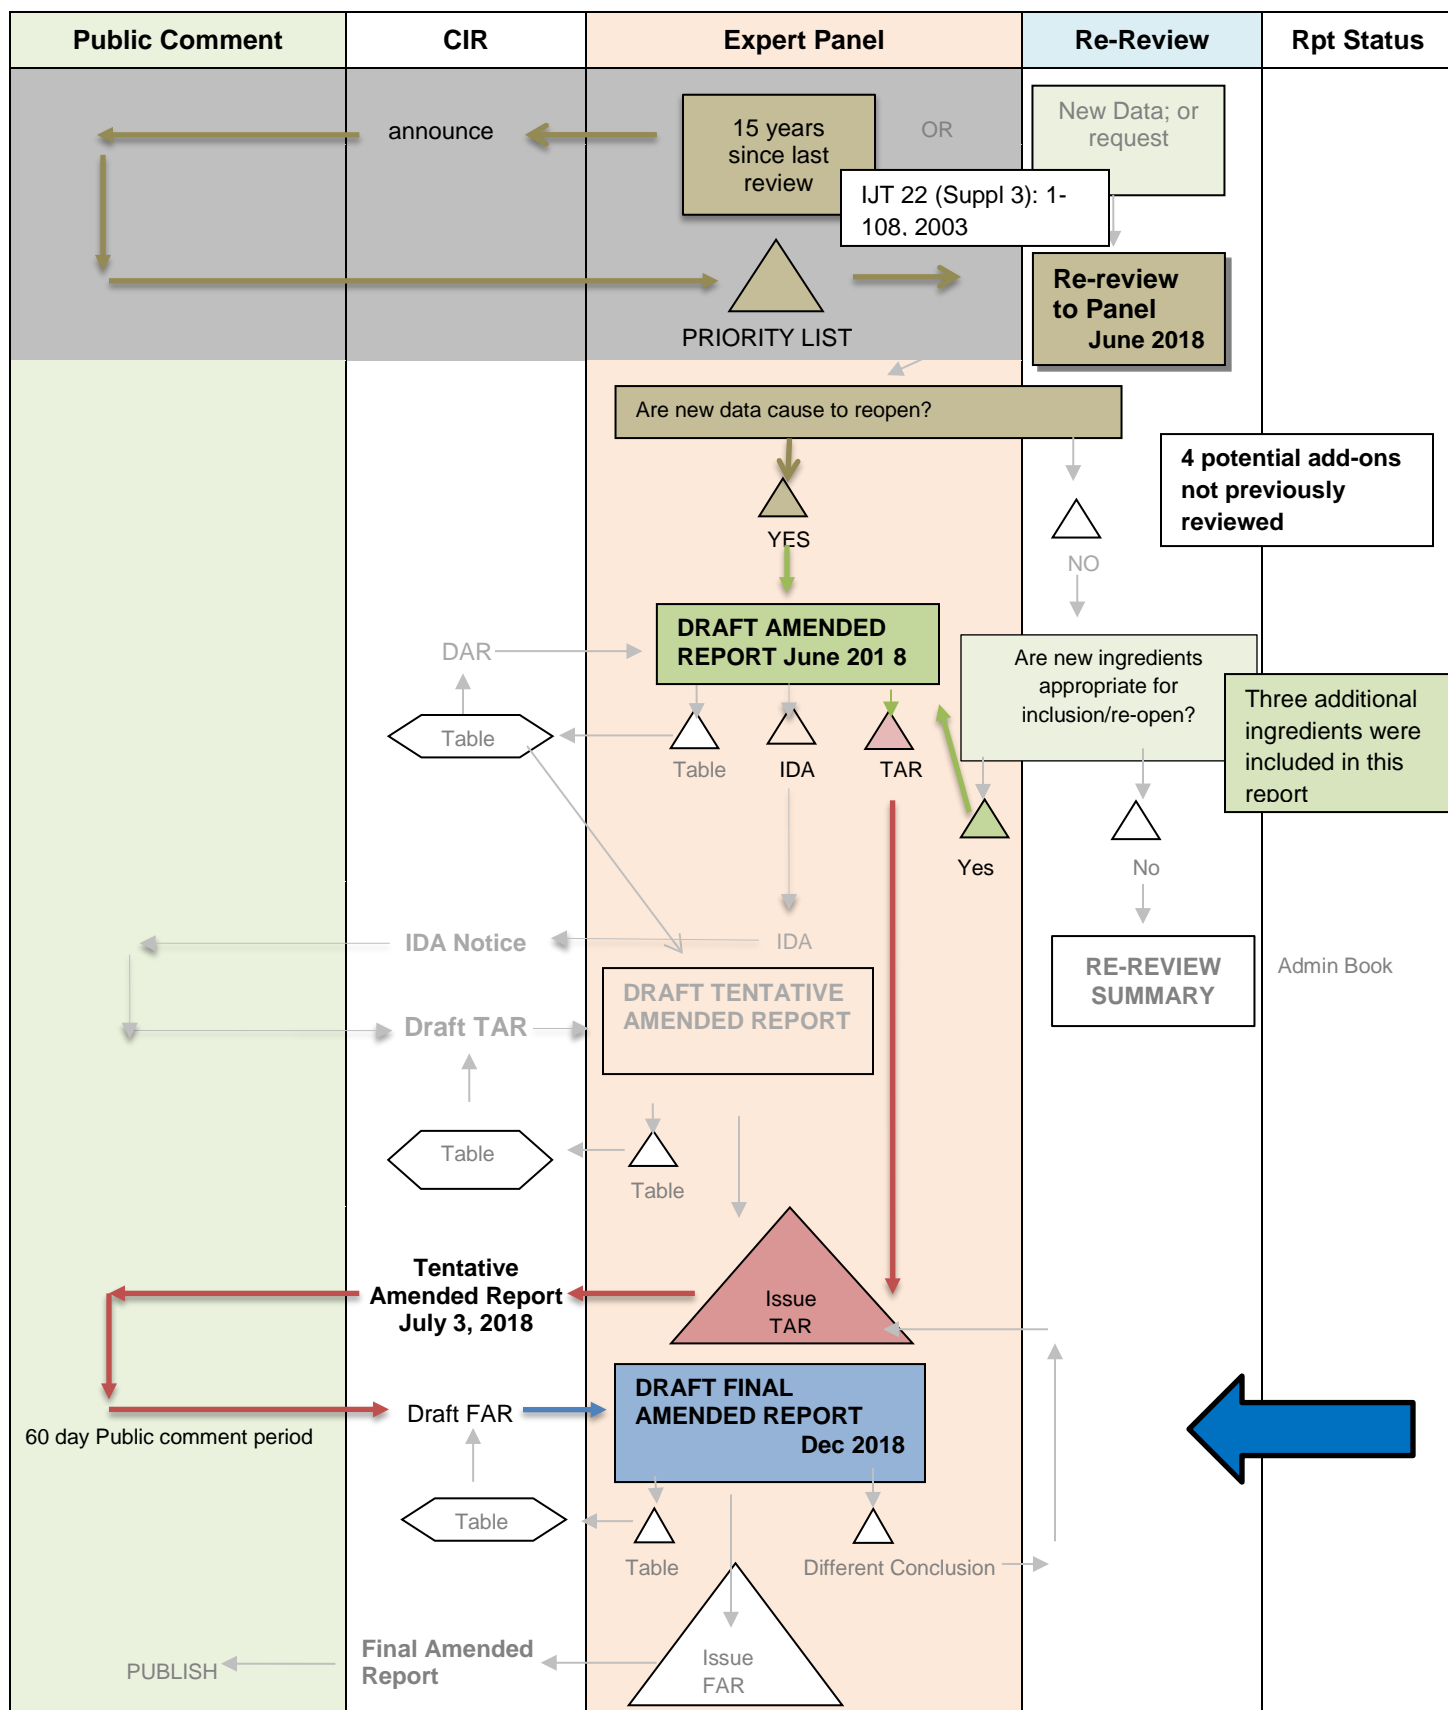 Public Comment
CIR
Expert Panel
Re-Review
Rpt Status
announce
15 years
since last
review
OR
New Data; or
request
IJT 22 (Suppl 3): 1-
108, 2003
PRIORITY LIST
Re-review
to Panel
June 2018
Are new data cause to reopen?
4 potential add-ons
not previously
reviewed
YES
NO
DAR
DRAFT AMENDED
REPORT June 201 8
Are new ingredients
appropriate for
inclusion/re-open?
Three additional
ingredients were
included in this
report
Table
Table
IDA
TAR
Yes
No
IDA Notice
IDA
RE-REVIEW
SUMMARY
Admin Book
DRAFT TENTATIVE
AMENDED REPORT
Draft TAR
Table
Table
Tentative
Amended Report
July 3, 2018
Issue
TAR
DRAFT FINAL
AMENDED REPORT
Dec 2018
Draft FAR
60 day Public comment period
Table
Table
Different Conclusion
Issue
FAR
Final Amended
Report
PUBLISH